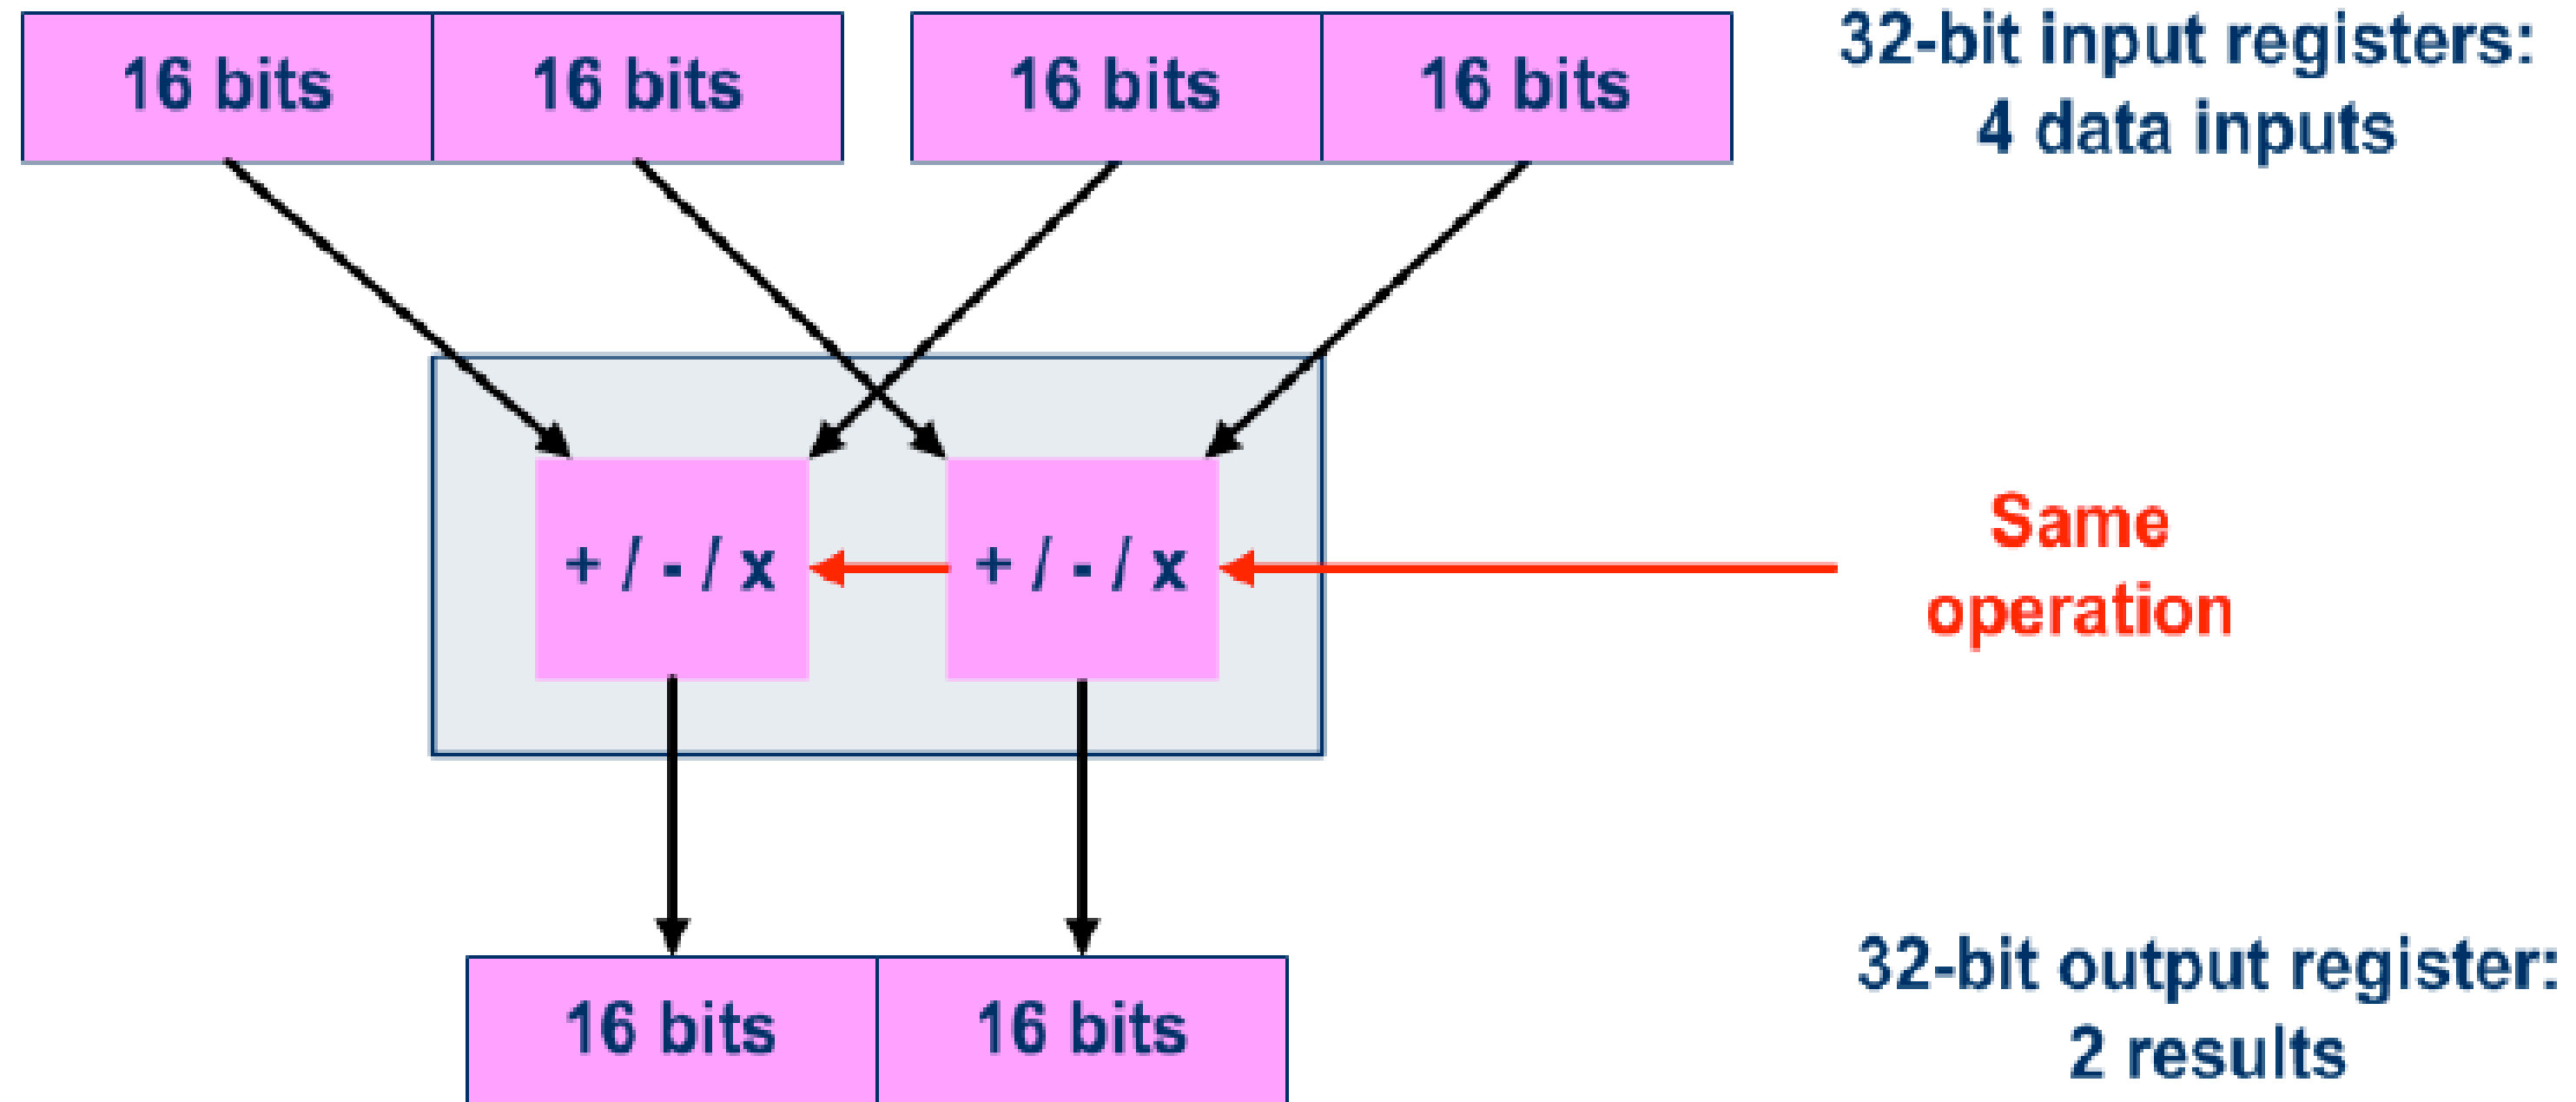 16 bits
16 bits
16 bits
16 bits
32-bit input registers:
4 data inputs
+ / - / x
+ / - / x
Same
operation
16 bits
16 bits
32-bit output register:
2 results